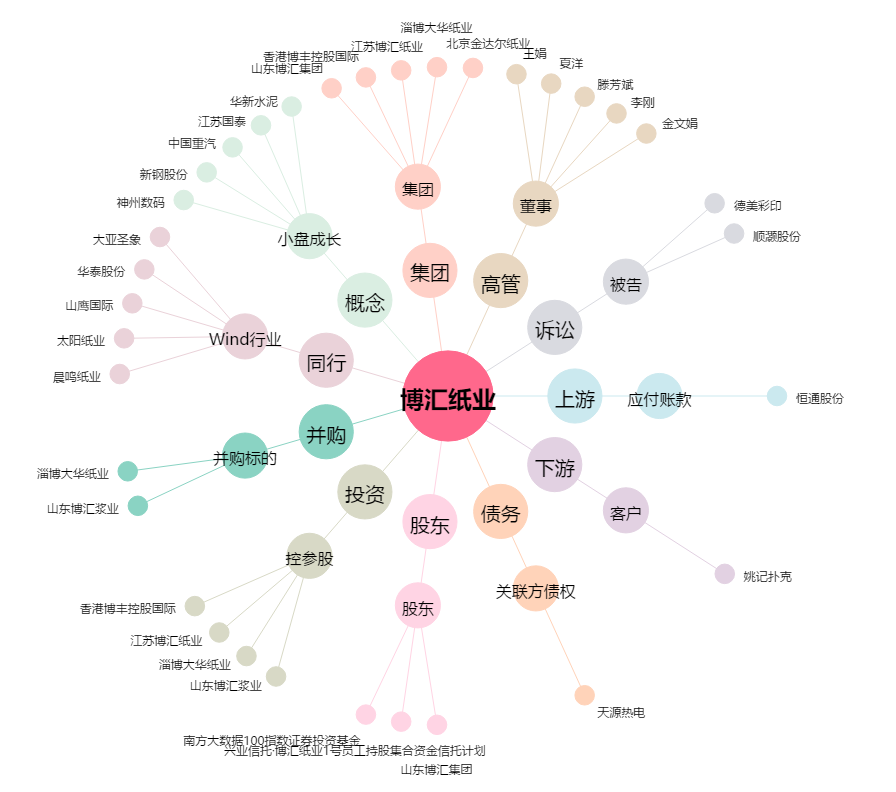 淄博大华纸业
江苏博汇纸业
北京金达尔纸业
香港博丰控股国际
山东博汇集团
王娟
夏洋
滕芳斌
李刚
金文娟
华新水泥
江苏国泰
中国重汽
新钢股份
神州数码
集团
董事
德美彩印
顺灏股份
小盘成长
大亚圣象
华泰股份
山鹰国际
太阳纸业
晨鸣纸业
集团
高管
被告
概念
诉讼
Wind行业
同行
博汇纸业
上游
应付账款
恒通股份
并购
并购标的
淄博大华纸业
山东博汇浆业
下游
客户
姚记扑克
投资
股东
债务
控参股
关联方债权
股东
香港博丰控股国际
江苏博汇纸业
淄博大华纸业
山东博汇浆业
天源热电
南方大数据100指数证券投资基金
兴业信托·博汇纸业1号员工持股集合资金信托计划
山东博汇集团